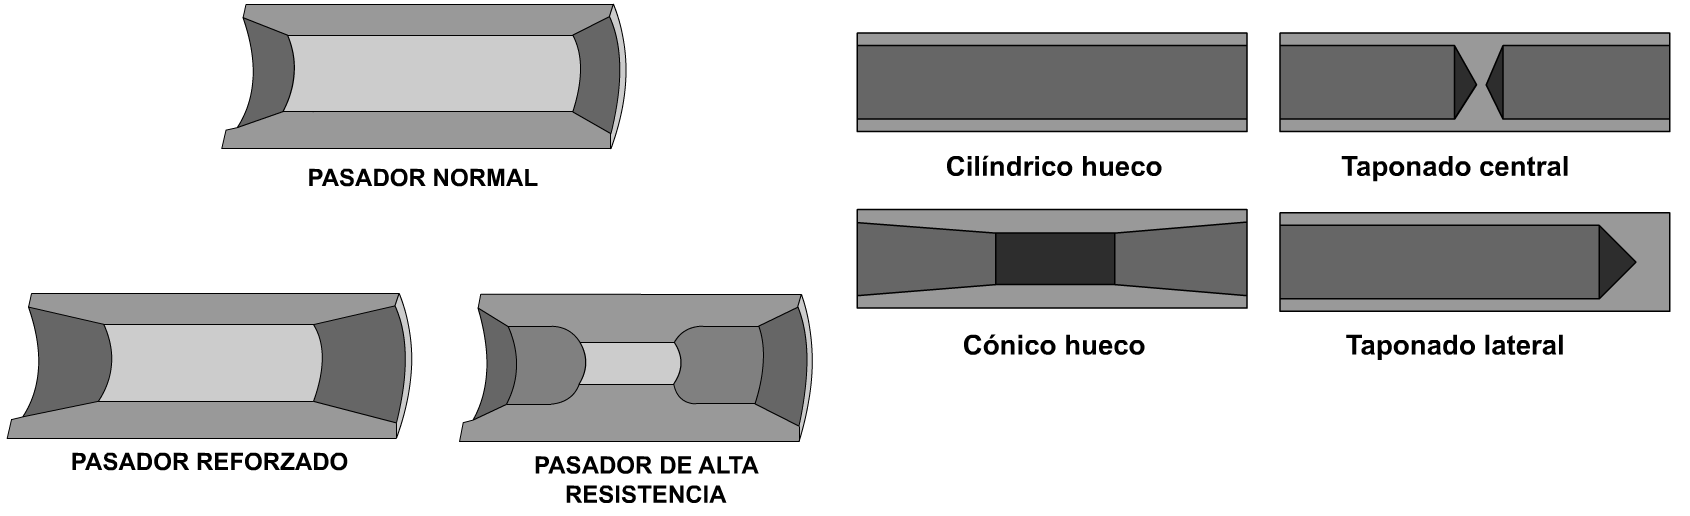 PASADOR NORMAL
PASADOR REFORZADO
PASADOR DE ALTA
RESISTENCIA
Cilíndrico hueco
Taponado central
Cónico hueco
Taponado lateral